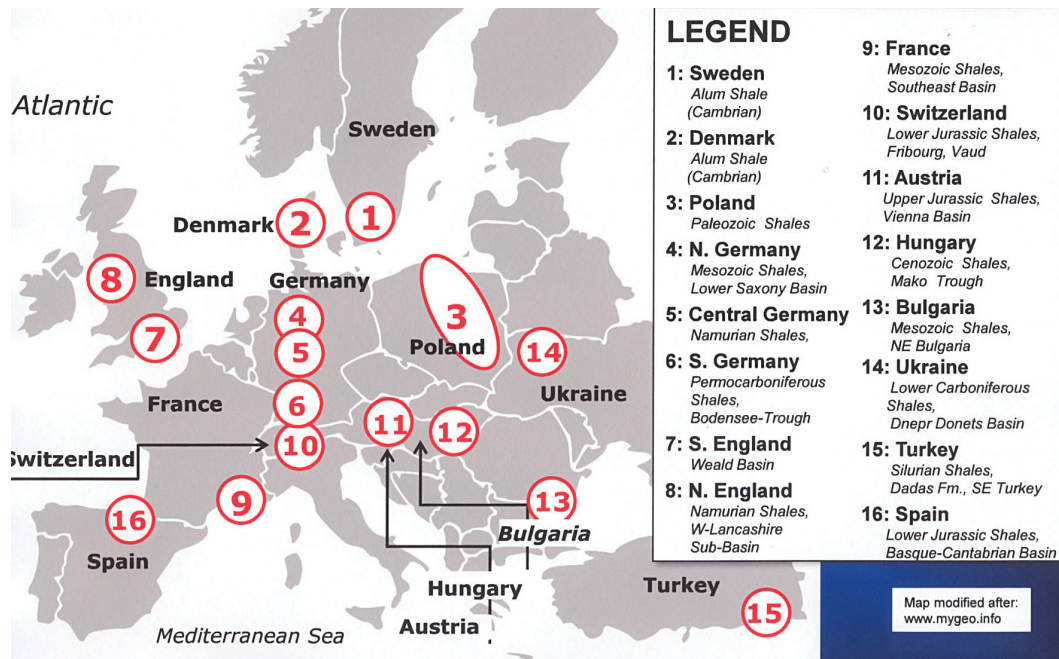 Atlantic
Sweden
Denmark
2
1
8
England
Germany
7
4
3
5
Poland
14
Ukraine
France
6
11
12
10
Switzerland
9
13
16
Bulgaria
Spain
Hungary
Turkey
15
Austria
Mediterranean Sea
LEGEND
1: Sweden
Alum Shale
(Cambrian)
2: Denmark
Alum Shale
(Cambrian)
3: Poland
Paleozoic Shales
4: N. Germany
Mesozoic Shales,
Lower Saxony Basin
5: Central Germany
Namurian Shales,
6: S. Germany
Permocarboniferous
Shales,
Bodensee-Trough
7: S. England
Weald Basin
8: N. England
Namurian Shales,
W-Lancashire
Sub-Basin
9: France
Mesozoic Shales,
Southeast Basin
10: Switzerland
Lower Jurassic Shales,
Fribourg, Vaud
11: Austria
Upper Jurassic Shales,
Vienna Basin
12: Hungary
Cenozoic Shales,
Mako Trough
13: Bulgaria
Mesozoic Shales,
NE Bulgaria
14: Ukraine
Lower Carboniferous
Shales,
Dnepr Donets Basin
15: Turkey
Silurian Shales,
Dadas Fm., SE Turkey
16: Spain
Lower Jurassic Shales,
Basque-Cantabrian Basin
Map modified after:
www.mygeo.info